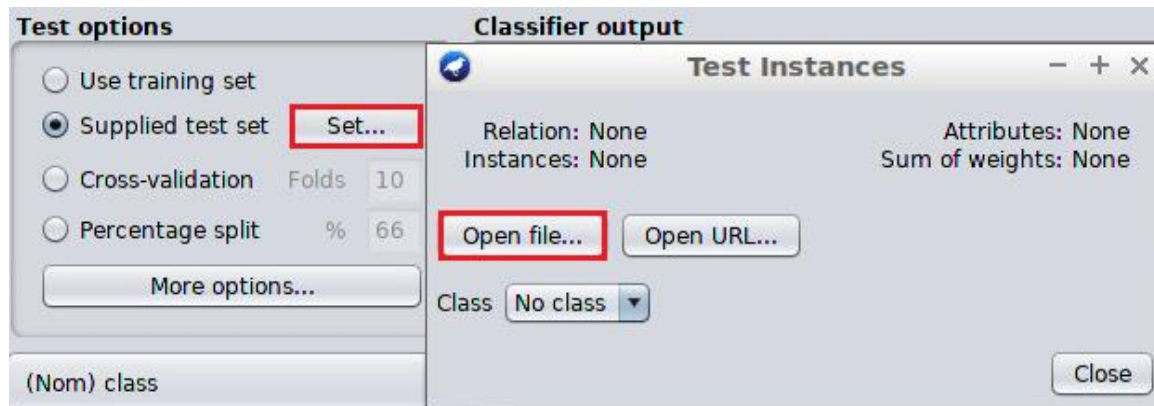 Test options
Use training set
Supplied test set Set...
Cross-validation Folds 10
Percentage split % 66
More options...
(Nom) class
Classifier output
Test Instances
Relation: None Attributes: None
Instances: None Sum of weights: None
Open file... Open URL...
Class No class
Close